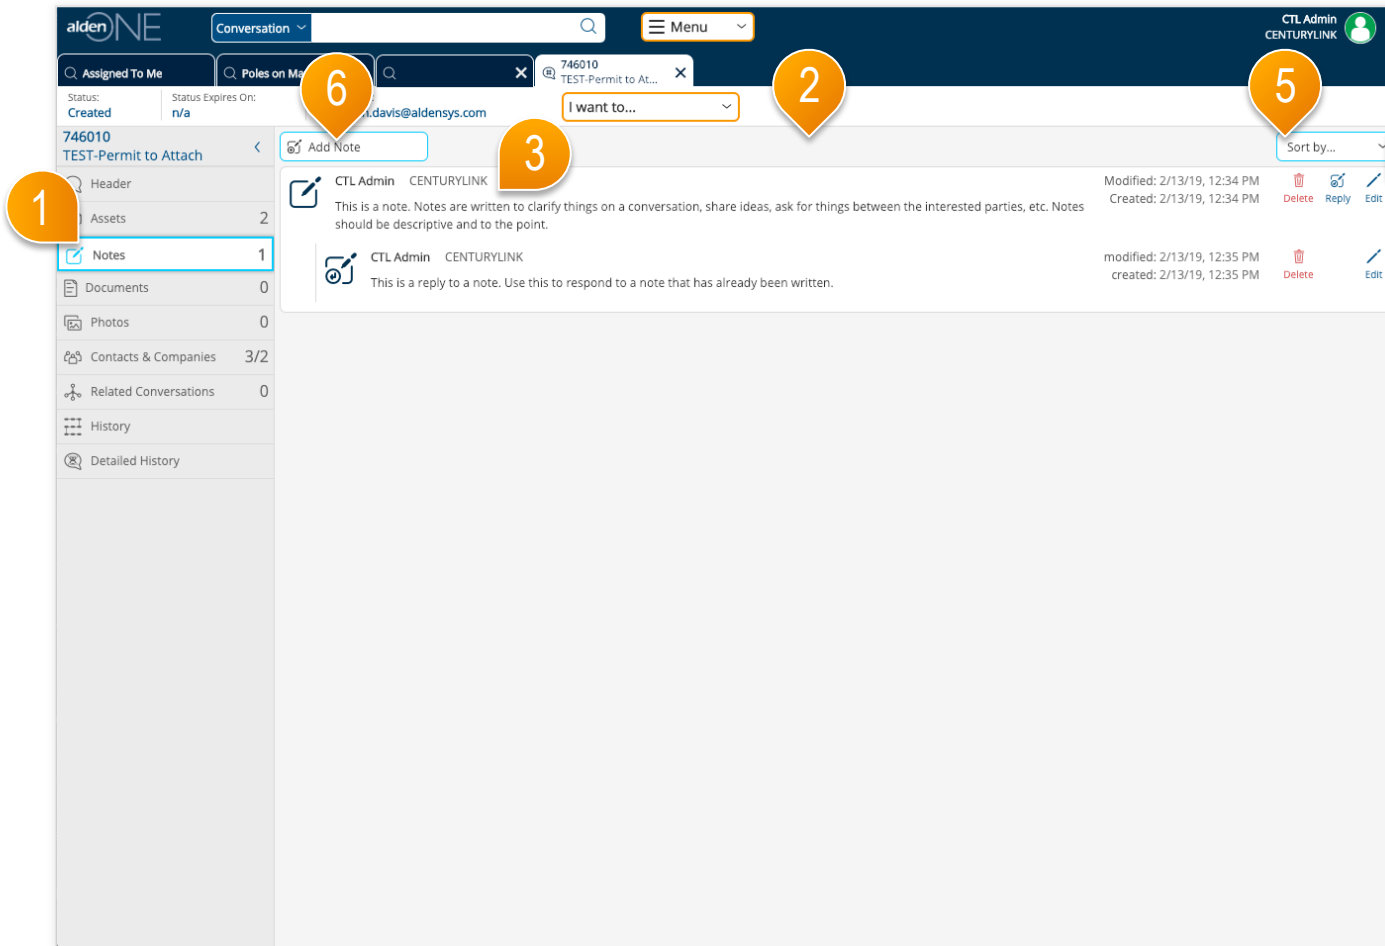 alden ONE
Conversation
Menu
CTL Admin
CENTURYLINK
Assigned To Me
Poles on Ma
746010
TEST-Permit to At...
6
2
5
Status:
Created
Status Expires On:
n/a
.davis@aldensys.com
I want to...
746010
TEST-Permit to Attach
Add Note
3
Sort by...
Header
1
Assets 2
Notes 1
Documents 0
Photos 0
Contacts & Companies 3/2
Related Conversations 0
History
Detailed History
CTL Admin CENTURYLINK
Modified: 2/13/19, 12:34 PM
Created: 2/13/19, 12:34 PM
Delete Reply Edit
This is a note. Notes are written to clarify things on a conversation, share ideas, ask for things between the interested parties, etc. Notes
should be descriptive and to the point.
CTL Admin CENTURYLINK
modified: 2/13/19, 12:35 PM
created: 2/13/19, 12:35 PM
Delete Edit
This is a reply to a note. Use this to respond to a note that has already been written.